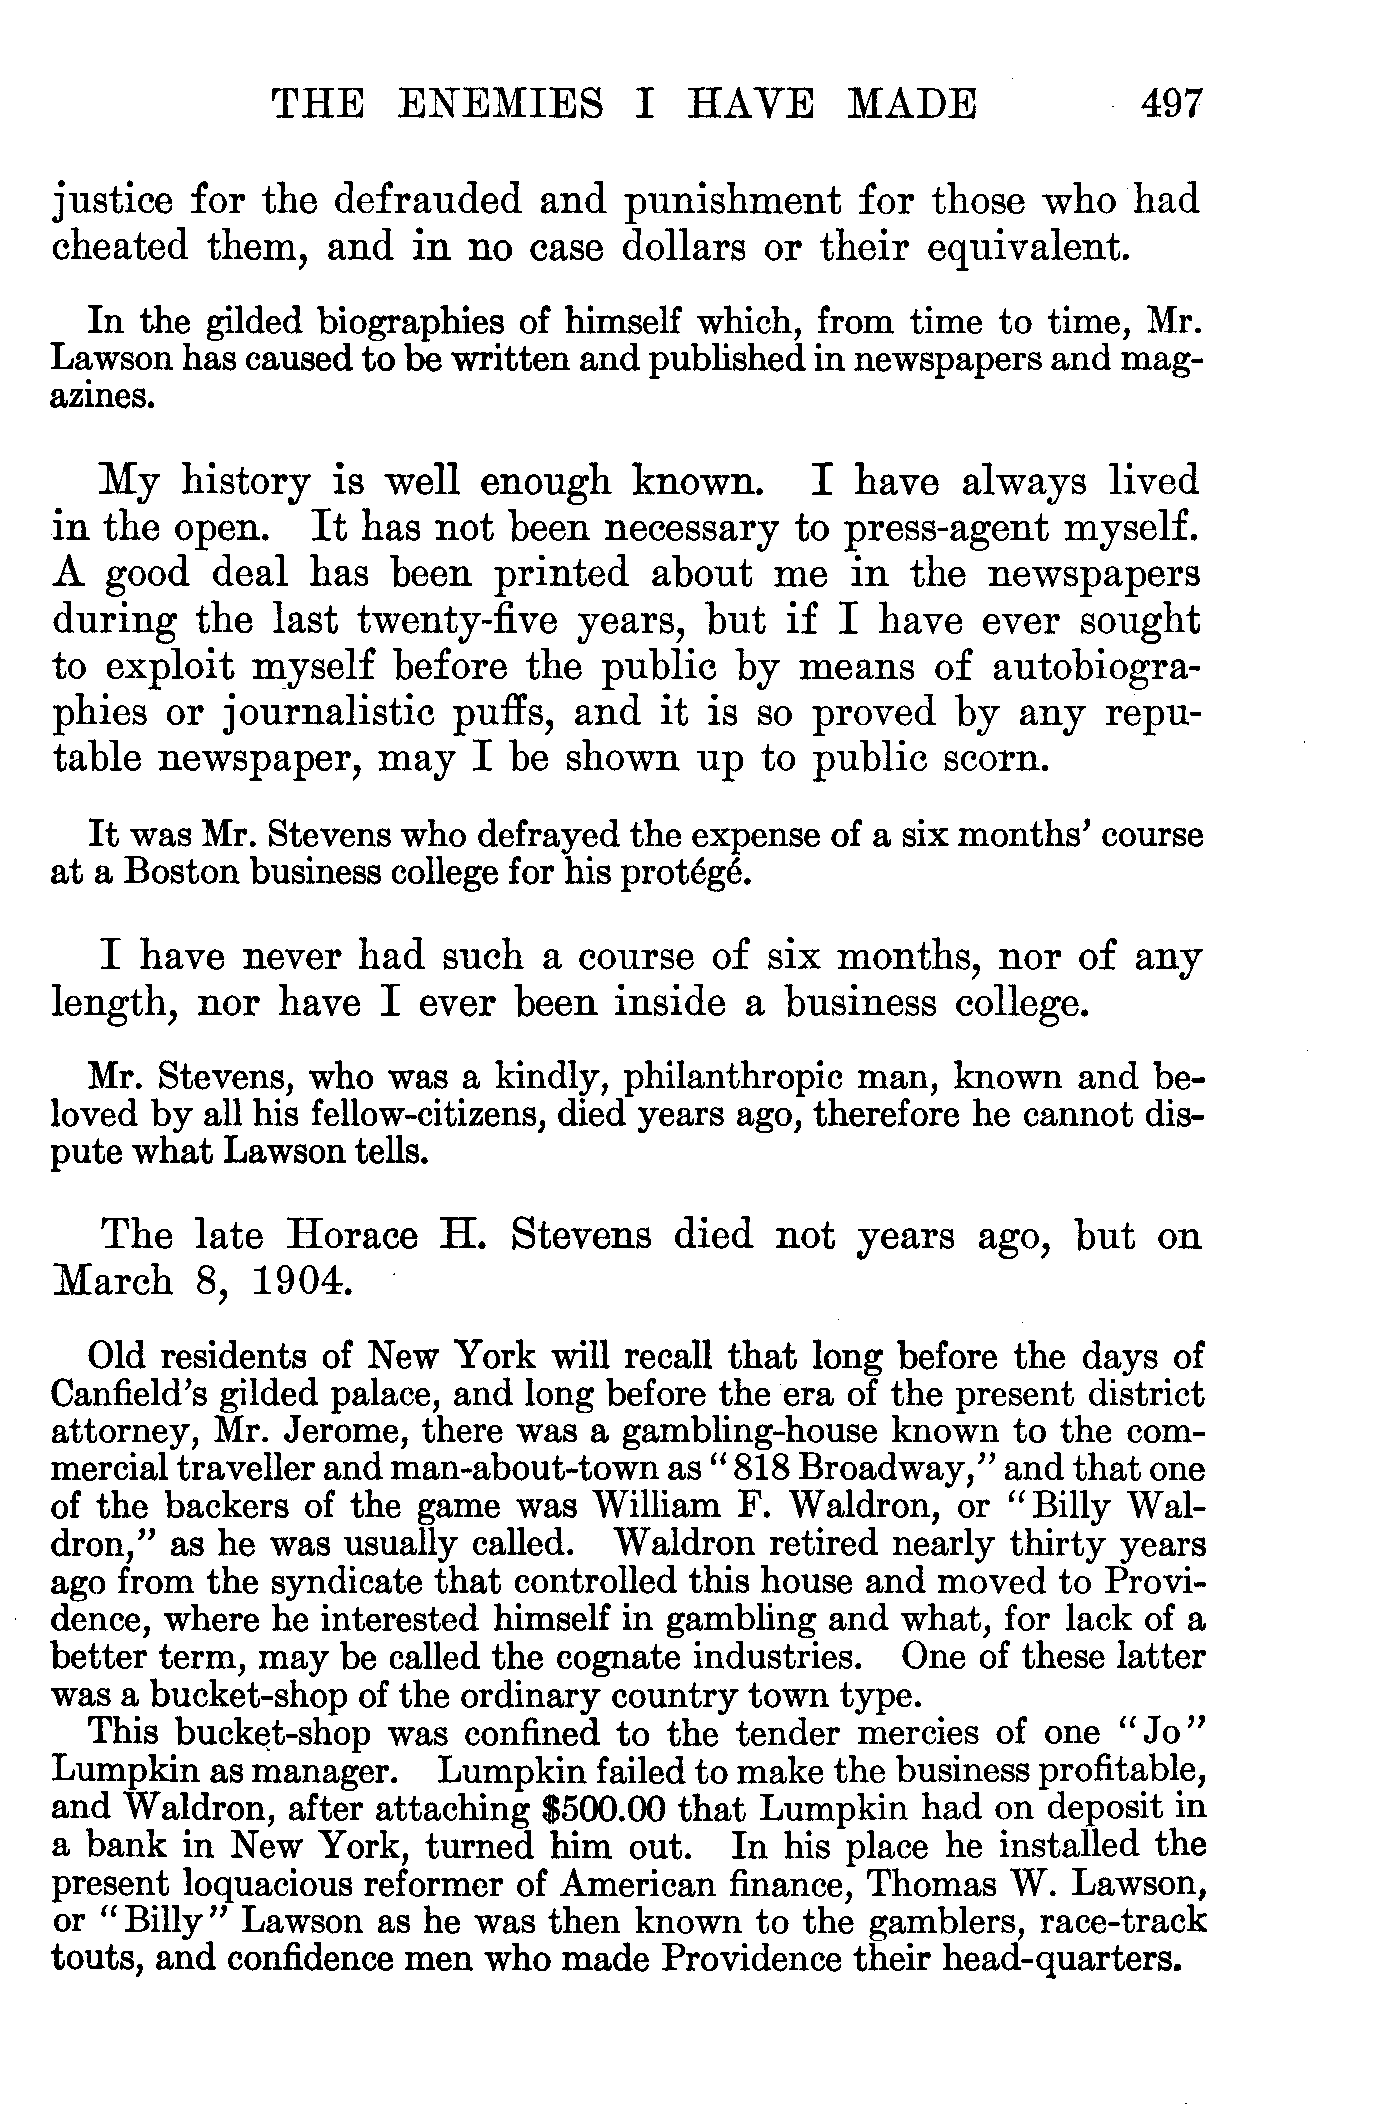 THE ENEMIES I HAVE MADE 497
justice for the defrauded and punishment for those who had
cheated them, and in no case dollars or their equivalent.
In the gilded biographies of himself which, from time to time, Mr.
Lawson has caused to be written and published in newspapers and mag-
azines.
My history is well enough known. I have always lived
in the open. It has not been necessary to press-agent myself.
A good deal has been printed about me in the newspapers
during the last twenty-five years, but if I have ever sought
to exploit myself before the public by means of autobiogra-
phies or journalistic puffs, and it is so proved by any repu-
table newspaper, may I be shown up to public scorn.
It was Mr. Stevens who defrayed the expense of a six months' course
at a Boston business college for his protégé.
I have never had such a course of six months, nor of any
length, nor have I ever been inside a business college.
Mr. Stevens, who was a kindly, philanthropic man, known and be-
loved by all his fellow-citizens, died years ago, therefore he cannot dis-
pute what Lawson tells.
The late Horace H. Stevens died not years ago, but on
March 8, 1904.
Old residents of New York will recall that long before the days of
Canfield's gilded palace, and long before the era of the present district
attorney, Mr. Jerome, there was a gambling-house known to the com-
mercial traveller and man-about-town as "818 Broadway," and that one
of the backers of the game was William F. Waldron, or "Billy Wal-
dron," as he was usually called. Waldron retired nearly thirty years
ago from the syndicate that controlled this house and moved to Provi-
dence, where he interested himself in gambling and what, for lack of a
better term, may be called the cognate industries. One of these latter
was a bucket-shop of the ordinary country town type.
This bucket-shop was confined to the tender mercies of one "Jo"
Lumpkin as manager. Lumpkin failed to make the business profitable,
and Waldron, after attaching $500.00 that Lumpkin had on deposit in
a bank in New York, turned him out. In his place he installed the
present loquacious reformer of American finance, Thomas W. Lawson,
or "Billy" Lawson as he was then known to the gamblers, race-track
touts, and confidence men who made Providence their head-quarters.